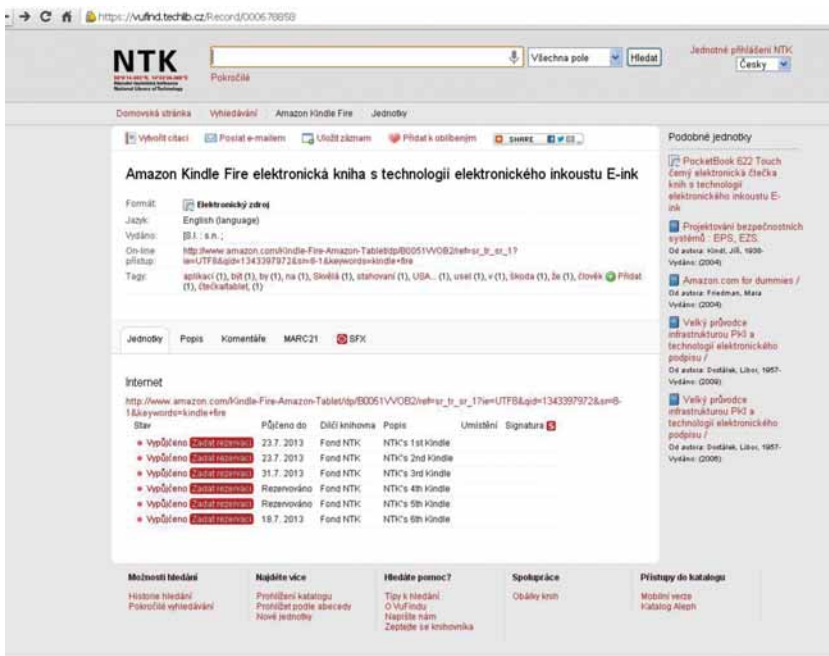 https://vufind.techlib.cz/Record/000678858
NTK
Národní technická knihovna
National Library of Technology
Všechna pole
Hledat
Jednotné přihlášení NTK
Česky
Pokročilé
Domovská stránka Vyhledávání Amazon Kindle Fire Jednotky
Vytvořit citaci Poslat e-mailem Uložit záznam Přidat k oblíbeným SHARE
Amazon Kindle Fire elektronická kniha s technologií elektronického inkoustu E-ink
Formát: Elektronický zdroj
Jazyk: English (language)
Vydáno: [S.l. : s.n. ;
On-line přístup: http://www.amazon.com/Kindle-Fire-Amazon-Tablet/dp/B0051VVOB2/ref=sr_tr_sr_1?
ie=UTF8&qid=1343397972&sr=8-1&keywords=kindle+fire
Tagy: aplikací (1), být (1), by (1), na (1), Skvělá (1), stahovaní (1), USA.. (1), usel (1), v (1), škoda (1), že (1), člověk Přidat
(1), čtečka/tablet, (1)
Jednotky Popis Komentáře MARC21 SFX
Internet
http://www.amazon.com/Kindle-Fire-Amazon-Tablet/dp/B0051VVOB2/ref=sr_tr_sr_1?ie=UTF8&qid=1343397972&sr=8-
1&keywords=kindle+fire
Stav Půjčeno do Dílčí knihovna Popis Umístění Signatura S
Vypůjčeno Zadat rezervaci 23.7. 2013 Fond NTK NTK's 1st Kindle
Vypůjčeno Zadat rezervaci 23.7. 2013 Fond NTK NTK's 2nd Kindle
Vypůjčeno Zadat rezervaci 31.7. 2013 Fond NTK NTK's 3rd Kindle
Vypůjčeno Zadat rezervaci Rezervováno Fond NTK NTK's 4th Kindle
Vypůjčeno Zadat rezervaci Rezervováno Fond NTK NTK's 5th Kindle
Vypůjčeno Zadat rezervaci 18.7. 2013 Fond NTK NTK's 6th Kindle
Podobné jednotky
PocketBook 622 Touch
černý elektronická čtečka
knih s technologií
elektronického inkoustu E-
ink
Projektování bezpečnostních
systémů : EPS, EZS.
Od autora: Kindl, Jiří, 1936-
Vydáno: (2004)
Amazon.com for dummies /
Od autora: Friedman, Mara
Vydáno: (2004)
Velký průvodce
infrastrukturou PKI a
technologií elektronického
podpisu /
Od autora: Dostálek, Libor, 1957-
Vydáno: (2009)
Velký průvodce
infrastrukturou PKI a
technologií elektronického
podpisu /
Od autora: Dostálek, Libor, 1957-
Vydáno: (2006)
Možnosti hledání
Historie hledání
Pokročilé vyhledávání
Najděte více
Prohlížení katalogu
Prohlížet podle abecedy
Nové jednotky
Hledáte pomoc?
Tipy k hledání
O VuFindu
Napište nám
Zeptejte se knihovníka
Spolupráce
Obálky knih
Přístupy do katalogu
Mobilní verze
Katalog Aleph